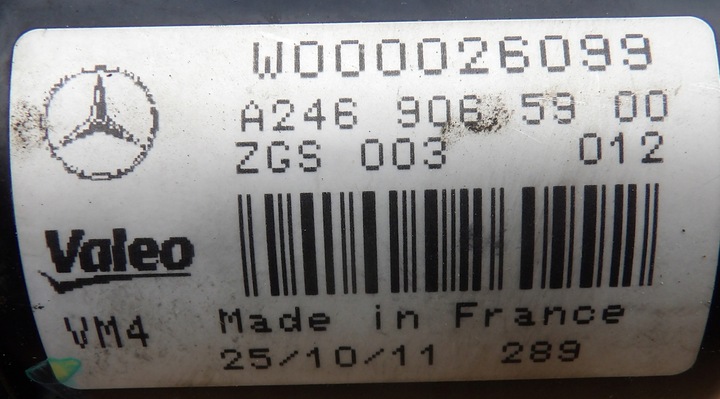 W000026099
A246 906 59 00
ZGS 003 012
Valeo
VM4
Made in France
25/10/11 289